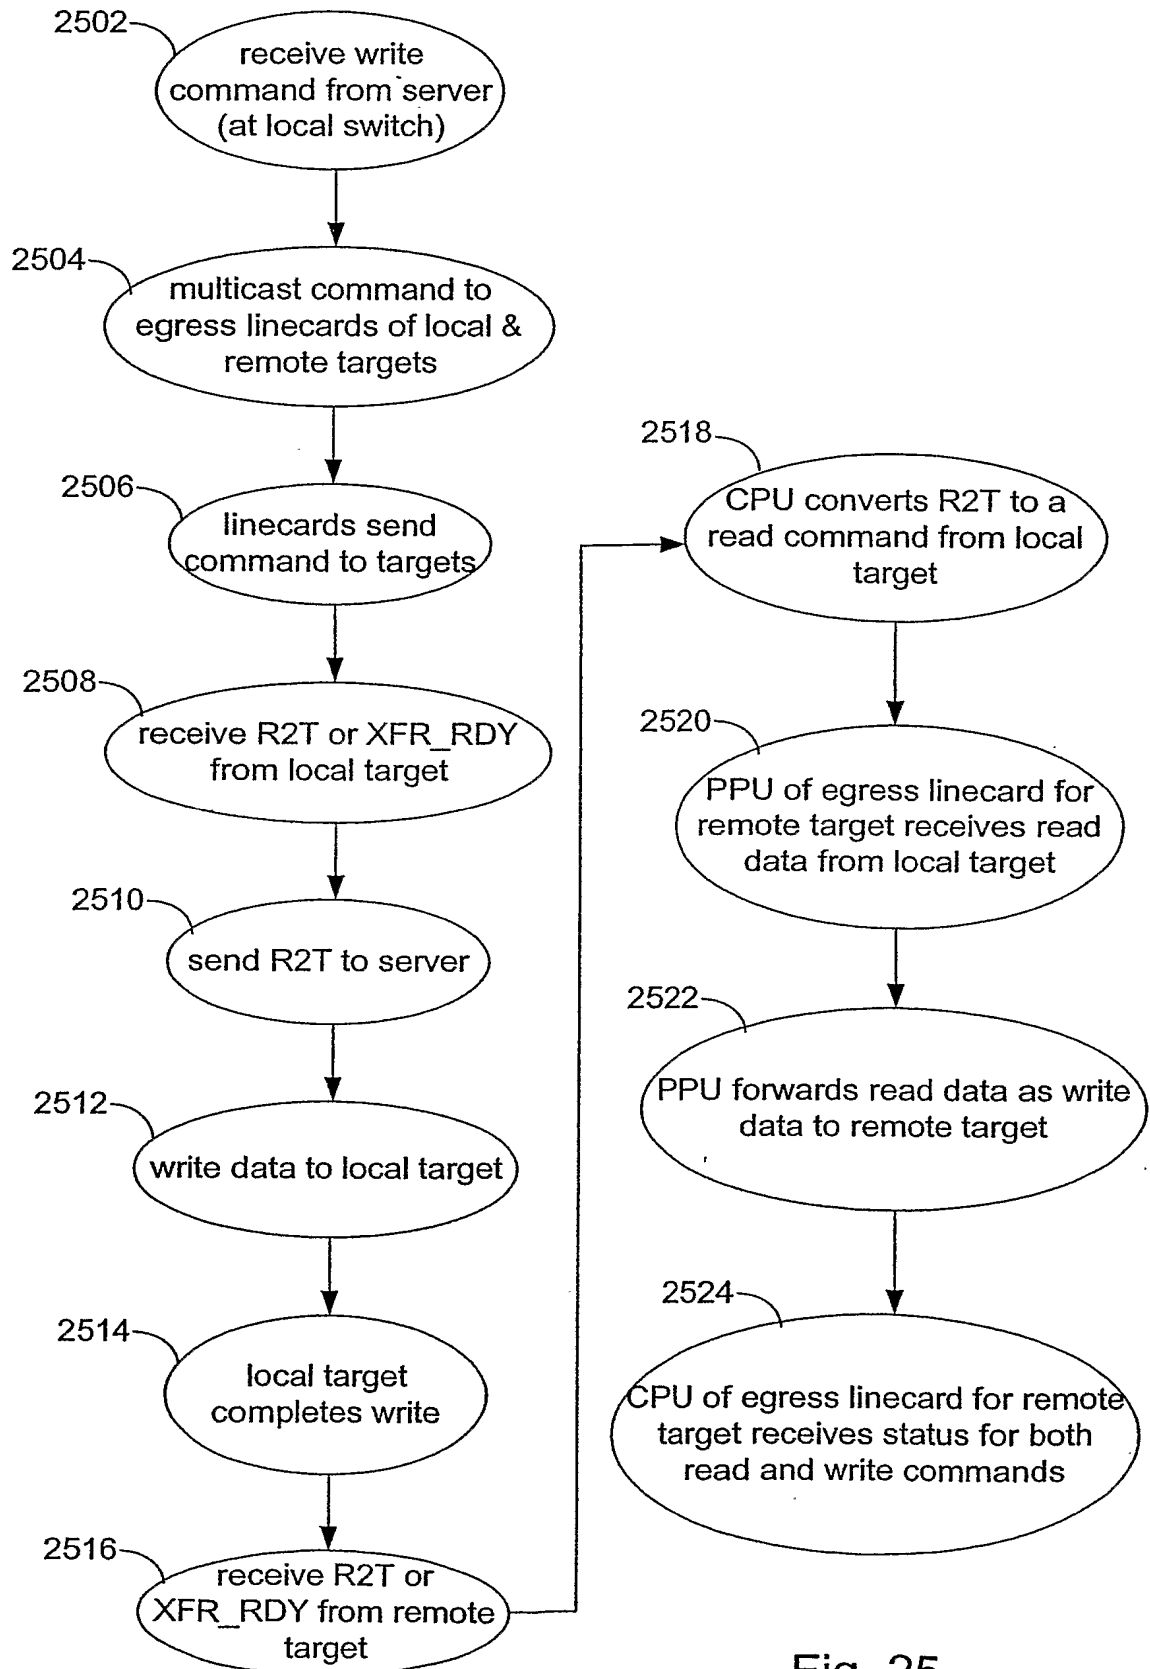 2502
receive write
command from server
(at local switch)
2504
multicast command to
egress linecards of local &
remote targets
2506
linecards send
command to targets
2508
receive R2T or XFR_RDY
from local target
2510
send R2T to server
2512
write data to local target
2514
local target
completes write
2516
receive R2T or
XFR_RDY from remote
target
2518
CPU converts R2T to a
read command from local
target
2520
PPU of egress linecard for
remote target receives read
data from local target
2522
PPU forwards read data as write
data to remote target
2524
CPU of egress linecard for remote
target receives status for both
read and write commands
Fig. 25